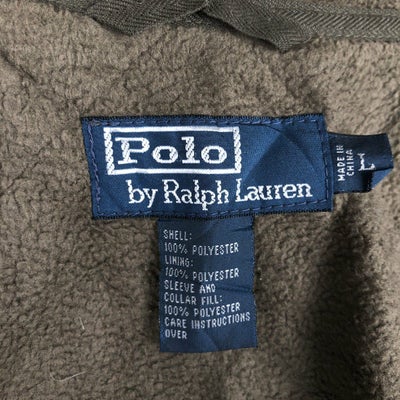 Polo
by Ralph Lauren
MADE IN
CHINA
L
SHELL:
100% POLYESTER
LINING:
100% POLYESTER
SLEEVE AND
COLLAR FILL:
100% POLYESTER
CARE INSTRUCTIONS
OVER